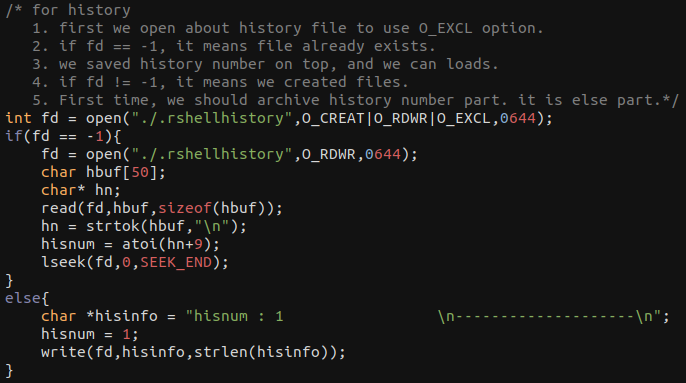 /* for history
   1. first we open about history file to use O_EXCL option.
   2. if fd == -1, it means file already exists.
   3. we saved history number on top, and we can loads.
   4. if fd != -1, it means we created files.
   5. First time, we should archive history number part. it is else part.*/
int fd = open("./.rshellhistory",O_CREAT|O_RDWR|O_EXCL,0644);
if(fd == -1){
    fd = open("./.rshellhistory",O_RDWR,0644);
    char hbuf[50];
    char* hn;
    read(fd,hbuf,sizeof(hbuf));
    hn = strtok(hbuf,"\n");
    hisnum = atoi(hn+9);
    lseek(fd,0,SEEK_END);
}
else{
    char *hisinfo = "hisnum : 1                 \n--------------------\n";
    hisnum = 1;
    write(fd,hisinfo,strlen(hisinfo));
}